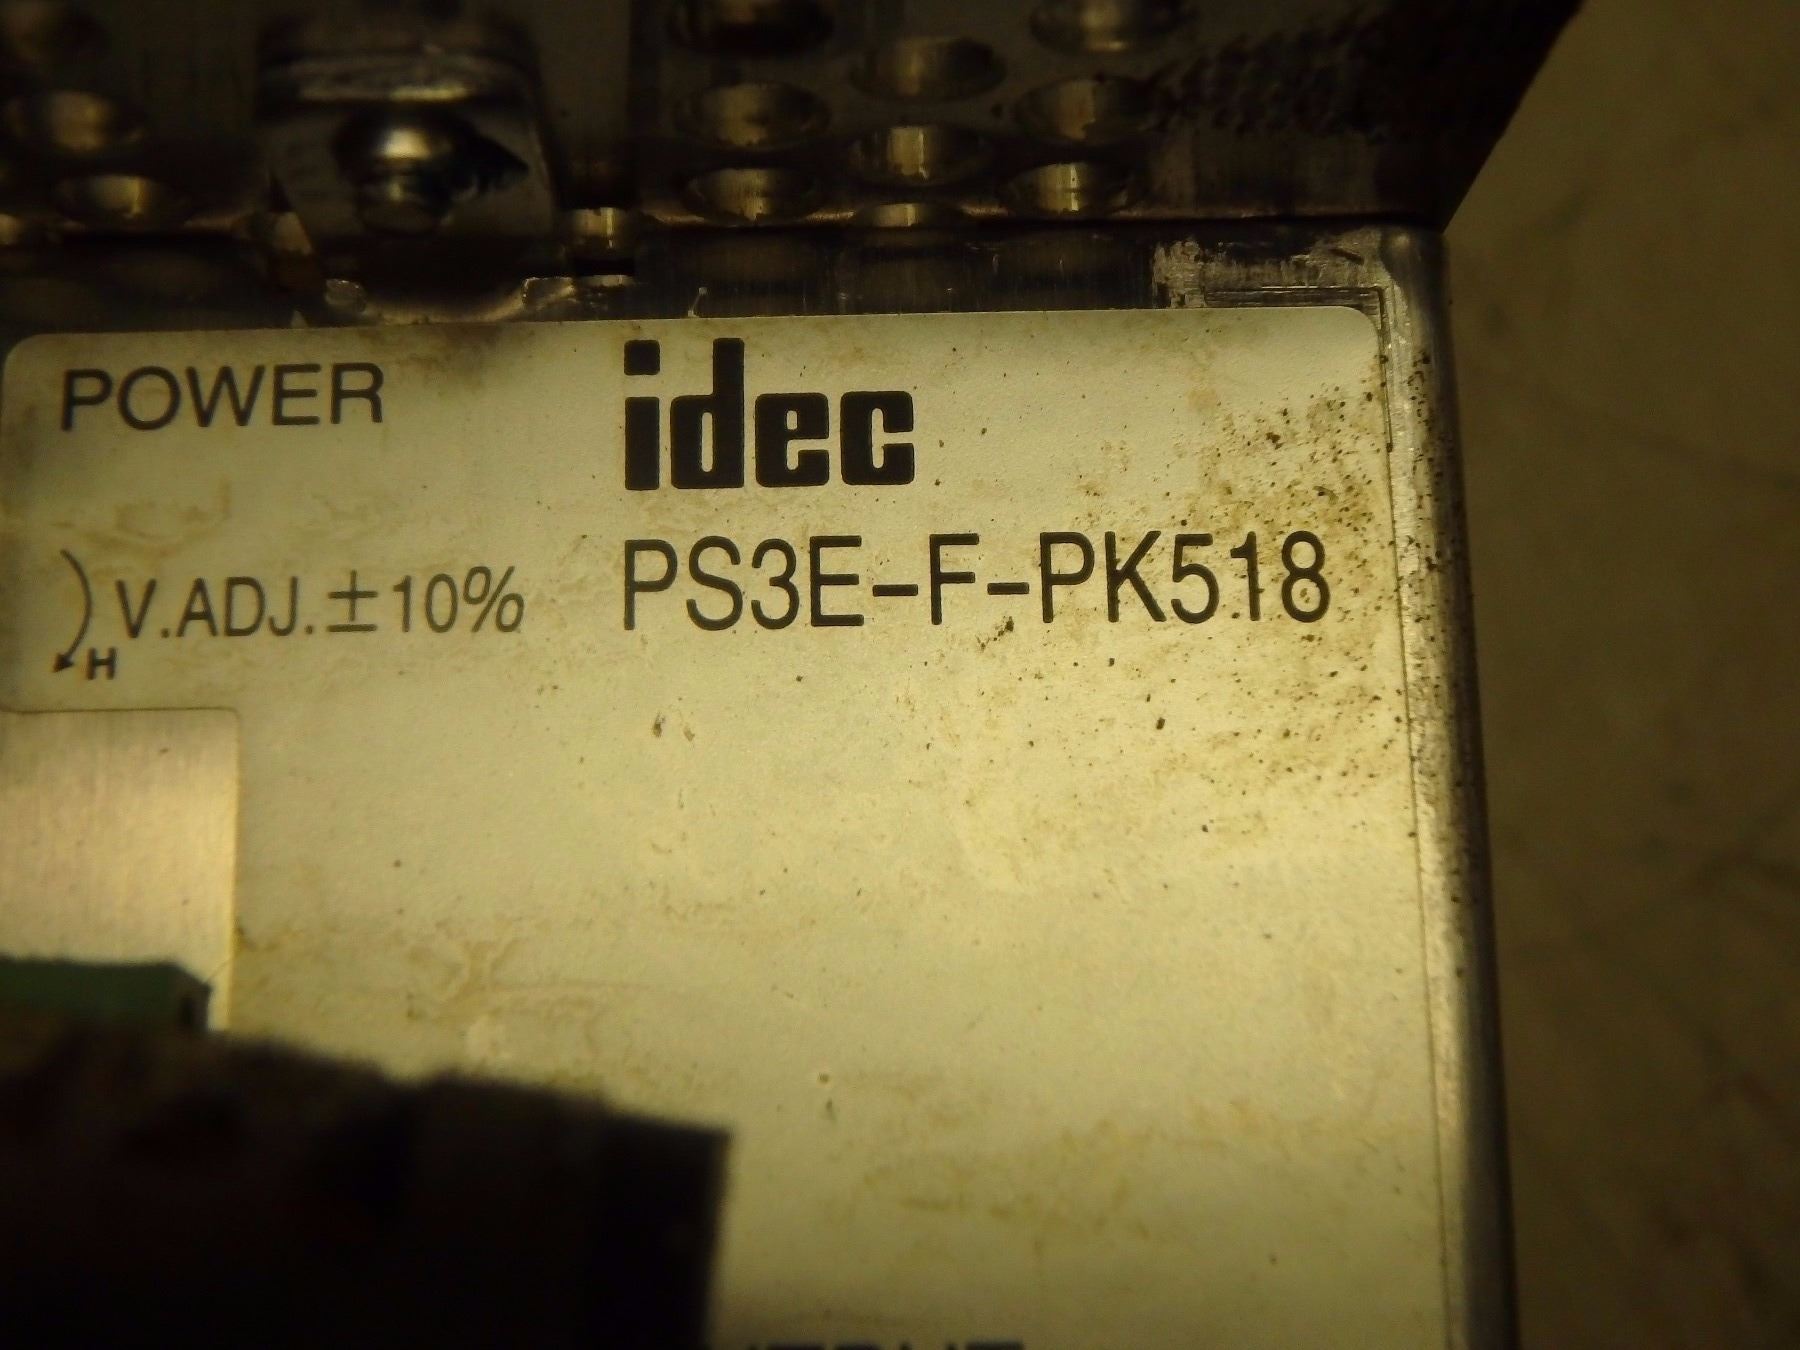 POWER
idec
PS3E-F-PK518
V.ADJ.±10%
H